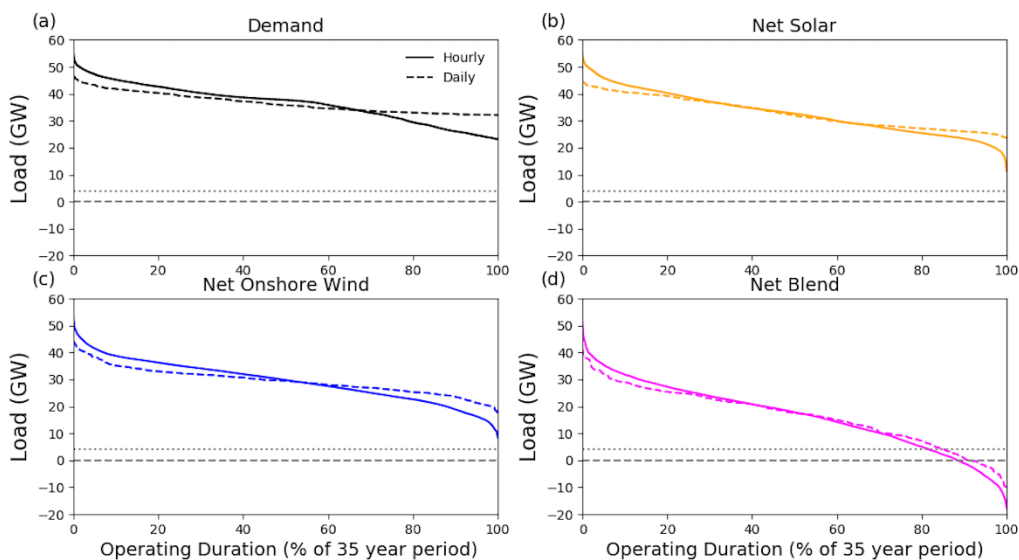 (a) Demand
Hourly
Daily
Load (GW)
60
50
40
30
20
10
0
−10
−20
0 20 40 60 80 100
(b) Net Solar
Load (GW)
60
50
40
30
20
10
0
−10
−20
0 20 40 60 80 100
(c) Net Onshore Wind
Load (GW)
60
50
40
30
20
10
0
−10
−20
0 20 40 60 80 100
Operating Duration (% of 35 year period)
(d) Net Blend
Load (GW)
60
50
40
30
20
10
0
−10
−20
0 20 40 60 80 100
Operating Duration (% of 35 year period)